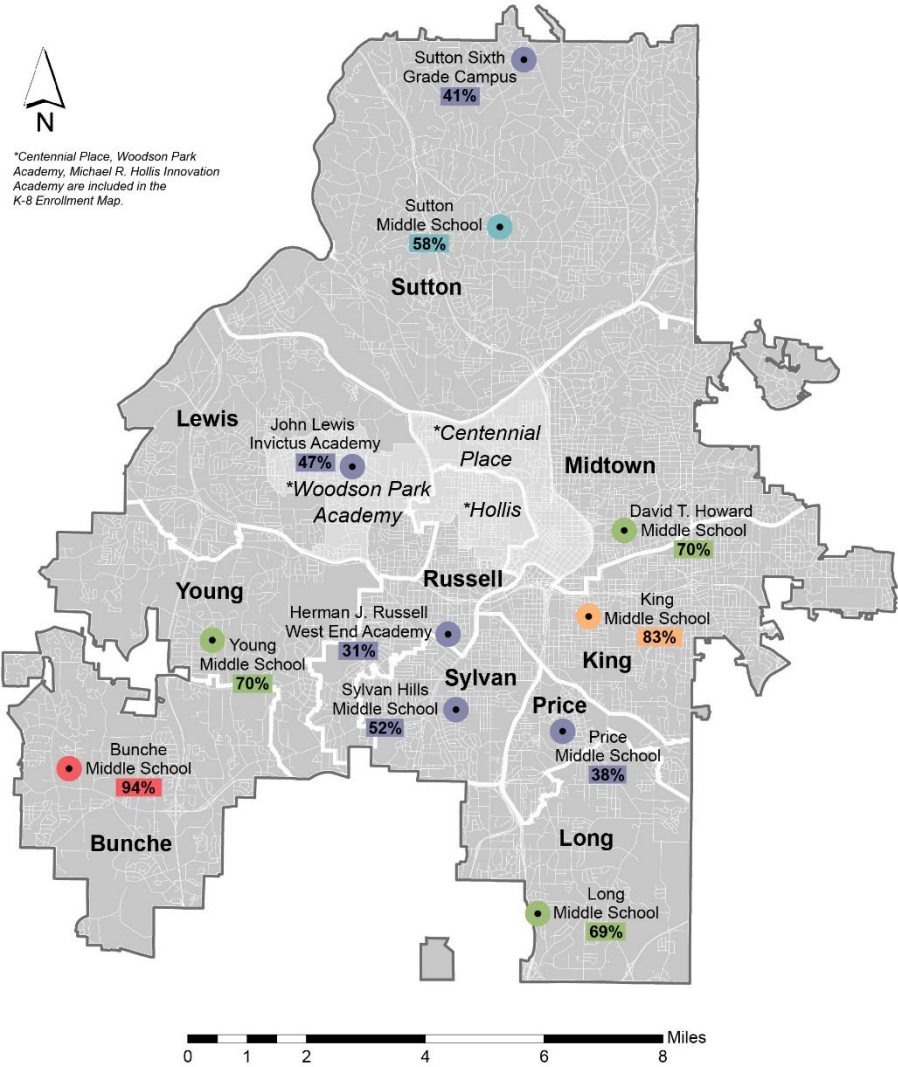 N
*Centennial Place, Woodson Park
Academy, Michael R. Hollis Innovation
Academy are included in the
K-8 Enrollment Map.
Sutton Sixth
Grade Campus
41%
Sutton
Middle School
58%
Sutton
Lewis
John Lewis
Invictus Academy
47%
*Woodson Park
Academy
*Centennial
Place
*Hollis
Midtown
David T. Howard
Middle School
70%
Young
Young
Middle School
70%
Russell
Herman J. Russell
West End Academy
31%
King
Middle School
83%
King
Sylvan
Sylvan Hills
Middle School
52%
Price
Price
Middle School
38%
Bunche
Middle School
94%
Bunche
Long
Long
Middle School
69%
Miles
0 1 2 4 6 8